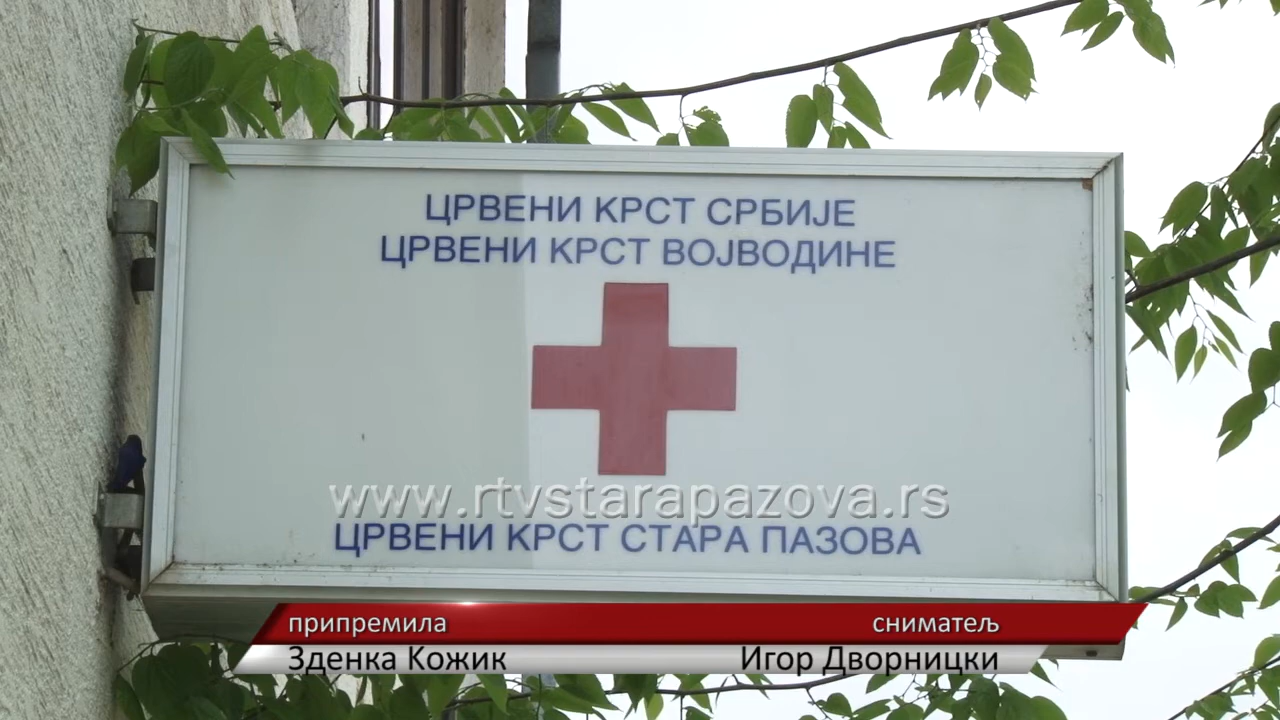 ЦРВЕНИ КРСТ СРБИЈЕ
ЦРВЕНИ КРСТ ВОЈВОДИНЕ
www.rtvstarapazova.rs
ЦРВЕНИ КРСТ СТАРА ПАЗОВА
припремила сниматељ
Зденка Кожик Игор Дворницки